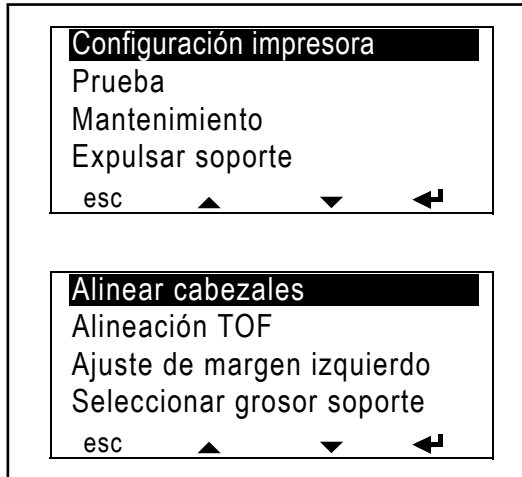 Configuración impresora
Prueba
Mantenimiento
Expulsar soporte
esc
Alinear cabezales
Alineación TOF
Ajuste de margen izquierdo
Seleccionar grosor soporte
esc